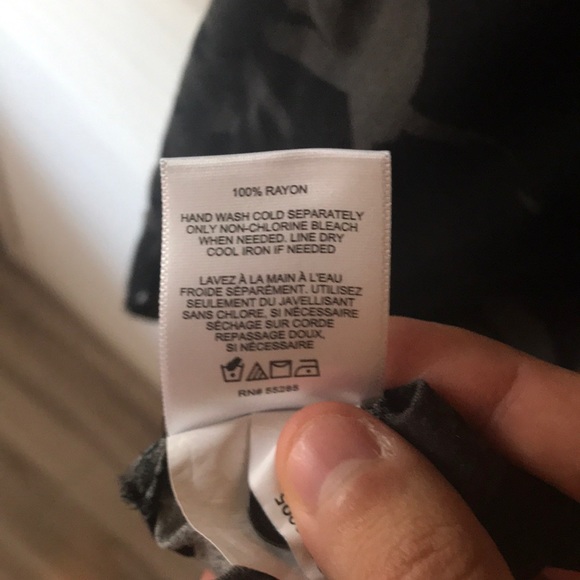 100% RAYON
HAND WASH COLD SEPARATELY
ONLY NON-CHLORINE BLEACH
WHEN NEEDED. LINE DRY
COOL IRON IF NEEDED
LAVEZ À LA MAIN À L'EAU
FROIDE SÉPARÉMENT. UTILISEZ
SEULEMENT DU JAVELLISANT
SANS CHLORE, SI NÉCESSAIRE
SÉCHAGE SUR CORDE
REPASSAGE DOUX,
SI NÉCESSAIRE
RN# 55285